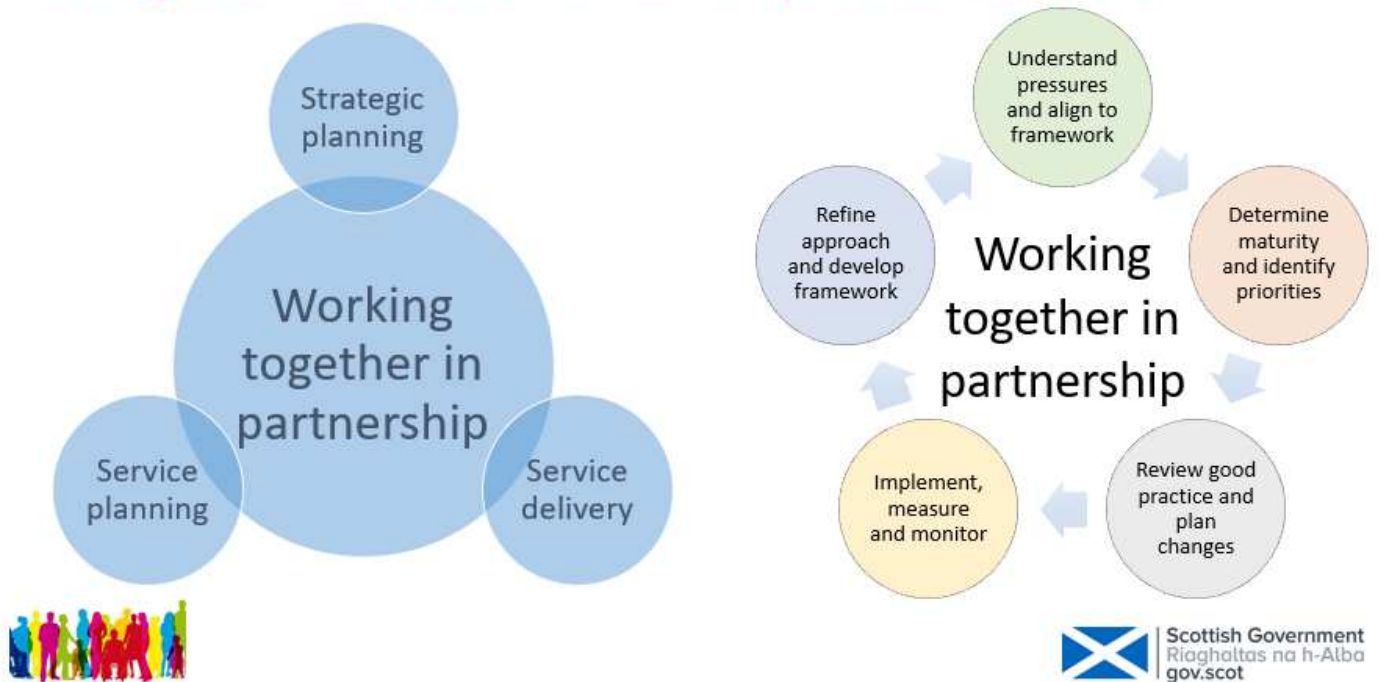 Strategic
planning
Working
together in
partnership
Service
planning
Service
delivery
Understand
pressures
and align to
framework
Determine
maturity
and identify
priorities
Review good
practice and
plan
changes
Implement,
measure
and monitor
Refine
approach
and develop
framework
Working
together in
partnership
Scottish Government
Riaghaltas na h-Alba
gov.scot